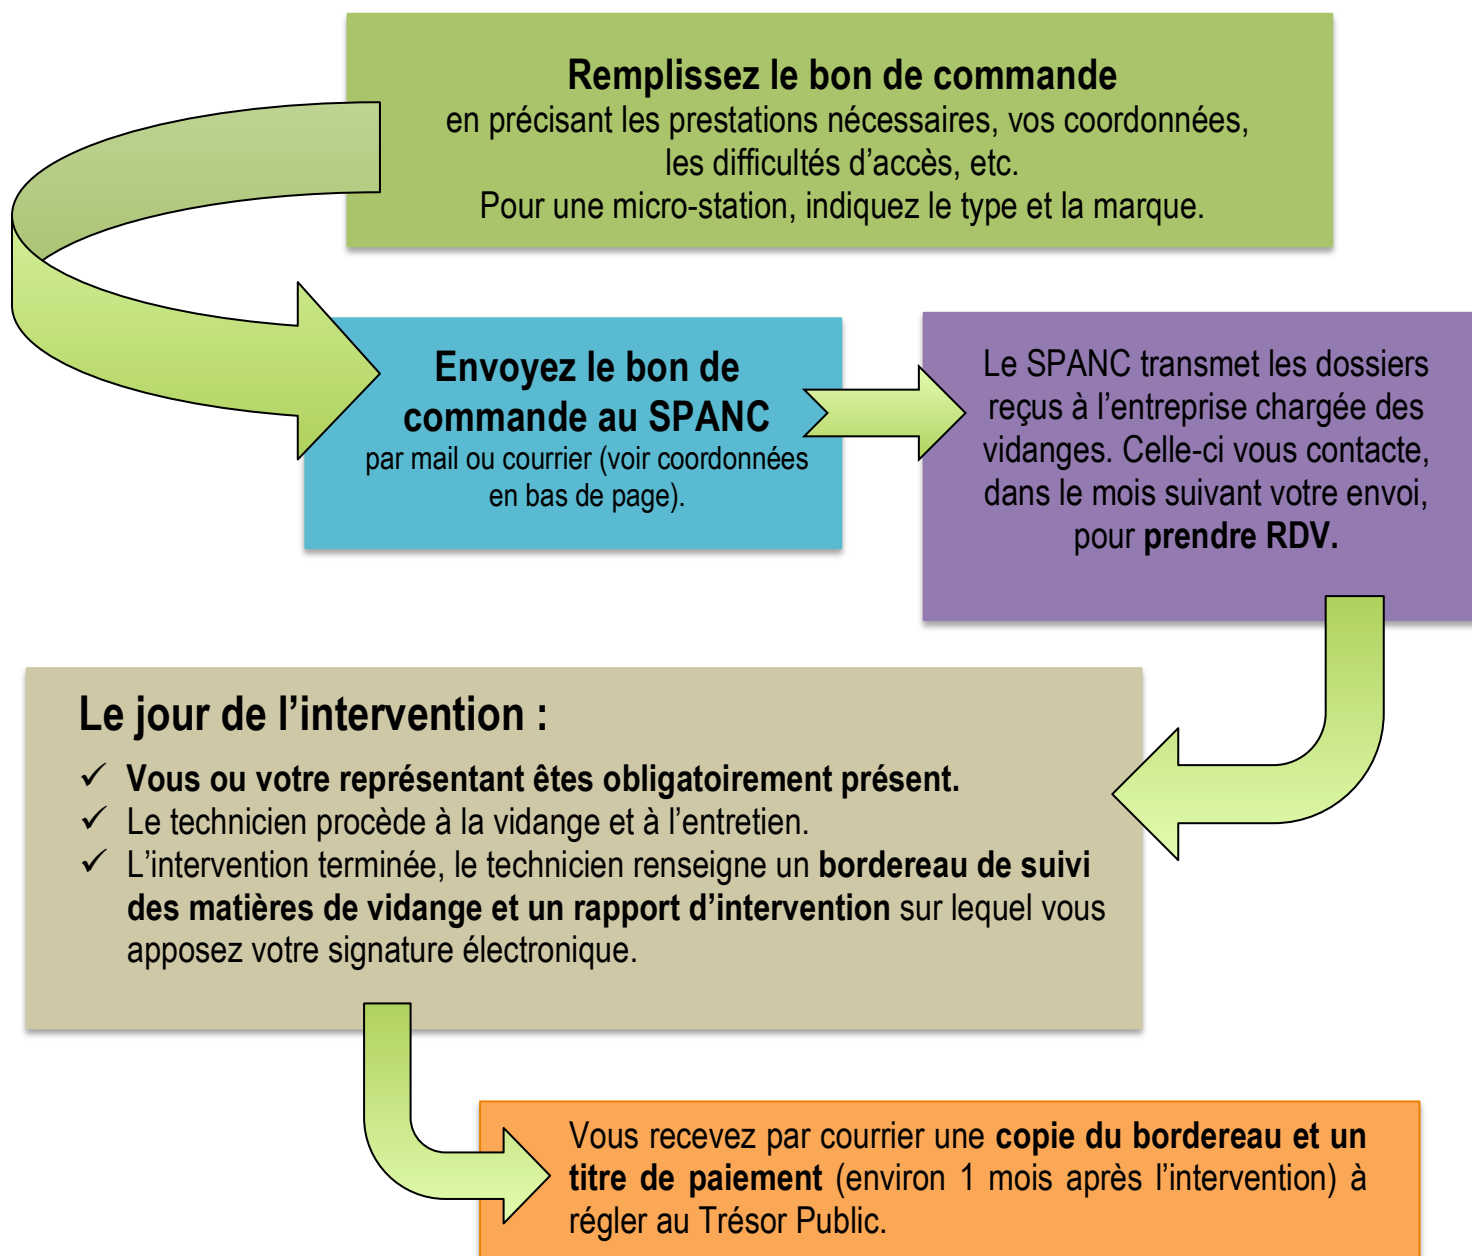 Remplissez le bon de commande
en précisant les prestations nécessaires, vos coordonnées,
les difficultés d’accès, etc.
Pour une micro-station, indiquez le type et la marque.
Envoyez le bon de
commande au SPANC
par mail ou courrier (voir coordonnées
en bas de page).
Le SPANC transmet les dossiers
reçus à l’entreprise chargée des
vidanges. Celle-ci vous contacte,
dans le mois suivant votre envoi,
pour prendre RDV.
Le jour de l’intervention :
✓ Vous ou votre représentant êtes obligatoirement présent.
✓ Le technicien procède à la vidange et à l’entretien.
✓ L’intervention terminée, le technicien renseigne un bordereau de suivi
des matières de vidange et un rapport d’intervention sur lequel vous
apposez votre signature électronique.
Vous recevez par courrier une copie du bordereau et un
titre de paiement (environ 1 mois après l’intervention) à
régler au Trésor Public.